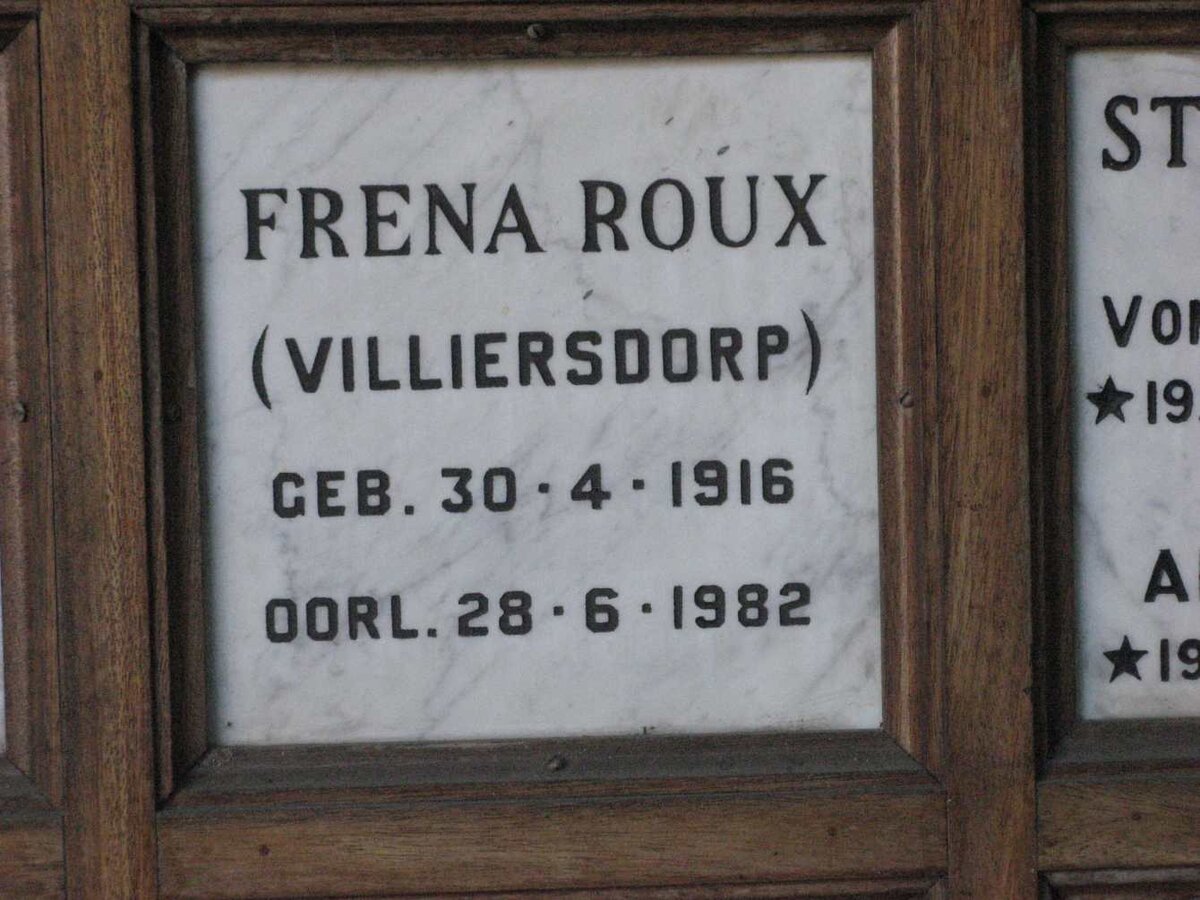 FRENA ROUX
(VILLIERSDORP)
GEB. 30·4·1916
OORL. 28·6·1982